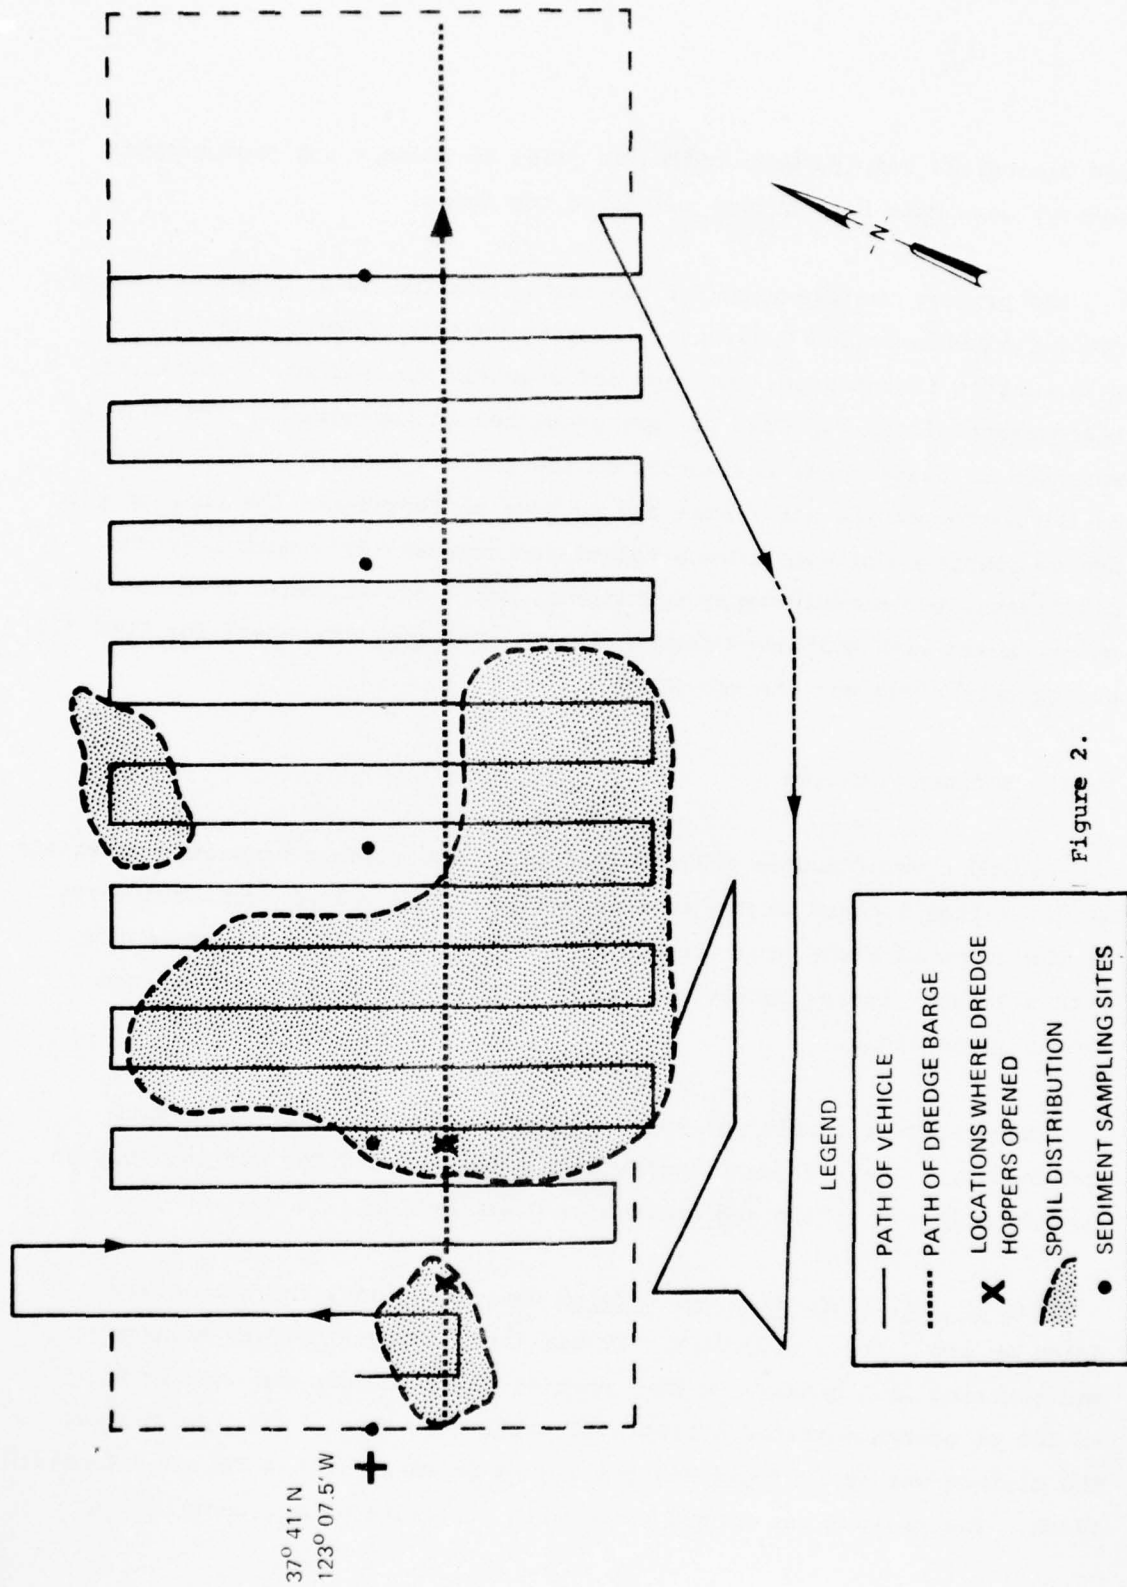 37° 41' N
123° 07.5' W
N
LEGEND
PATH OF VEHICLE
PATH OF DREDGE BARGE
LOCATIONS WHERE DREDGE
HOPPERS OPENED
SPOIL DISTRIBUTION
SEDIMENT SAMPLING SITES
Figure 2.